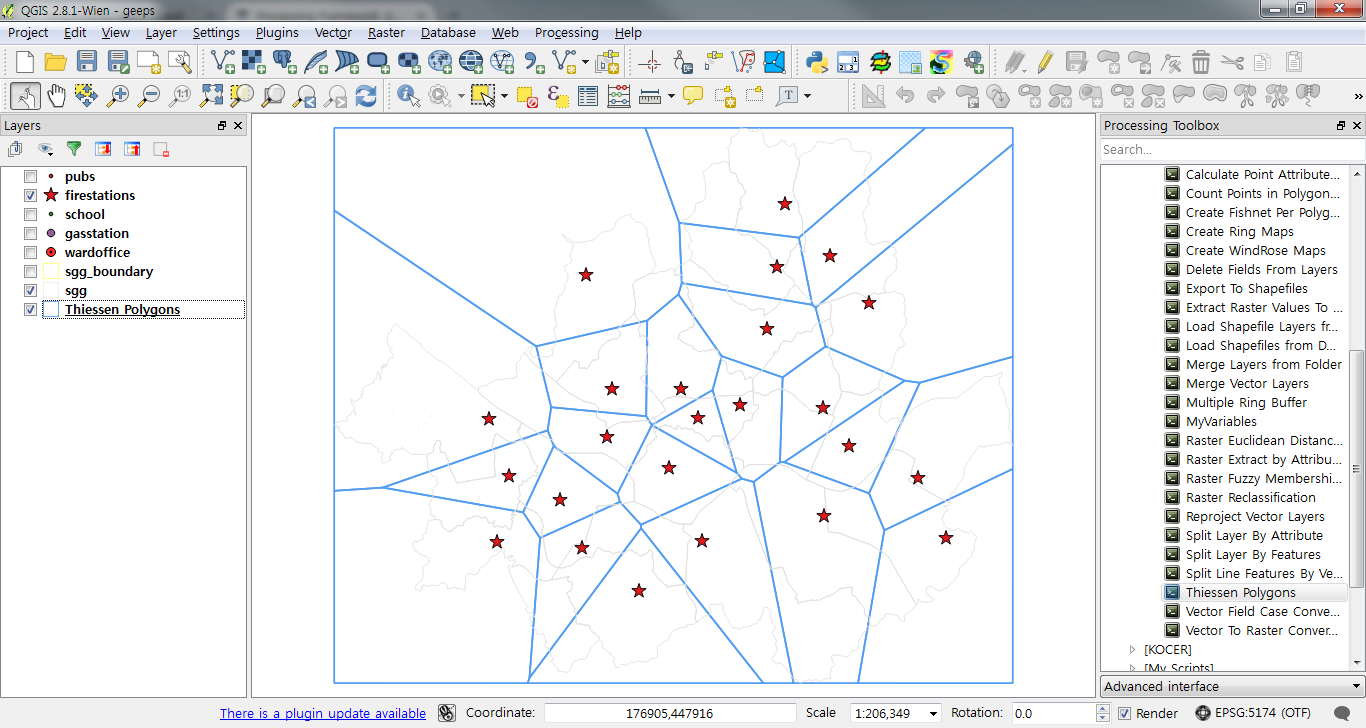 QGIS 2.8.1-Wien - geeps
Project Edit View Layer Settings Plugins Vector Raster Database Web Processing Help
Layers
pubs
firestations
school
gasstation
wardoffice
sgg_boundary
sgg
Thiessen Polygons
Processing Toolbox
Search...
Calculate Point Attribute...
Count Points in Polygon...
Create Fishnet Per Polyg...
Create Ring Maps
Create WindRose Maps
Delete Fields From Layers
Export To Shapefiles
Extract Raster Values To ...
Load Shapefile Layers fr...
Load Shapefiles from D...
Merge Layers from Folder
Merge Vector Layers
Multiple Ring Buffer
MyVariables
Raster Euclidean Distanc...
Raster Extract by Attribu...
Raster Fuzzy Membershi...
Raster Reclassification
Reproject Vector Layers
Split Layer By Attribute
Split Layer By Features
Split Line Features By Ve...
Thiessen Polygons
Vector Field Case Conve...
Vector To Raster Conver...
[KOCER]
[My Scripts]
Advanced interface
There is a plugin update available Coordinate: 176905,447916 Scale 1:206,349 Rotation: 0.0 Render EPSG:5174 (OTF)